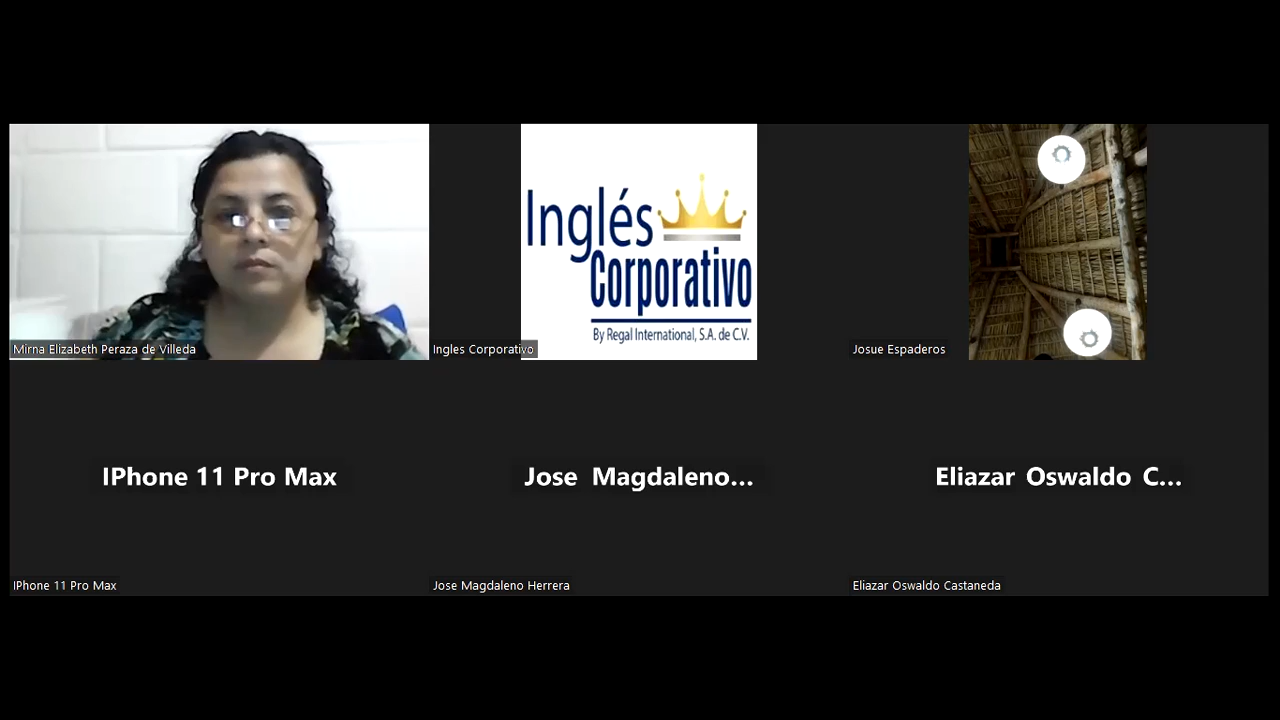 Mirna Elizabeth Peraza de Villeda
Inglés
Corporativo
By Regal International, S.A. de C.V.
Ingles Corporativo
Josue Espaderos
IPhone 11 Pro Max
Jose Magdaleno...
Eliazar Oswaldo C...
IPhone 11 Pro Max
Jose Magdaleno Herrera
Eliazar Oswaldo Castaneda